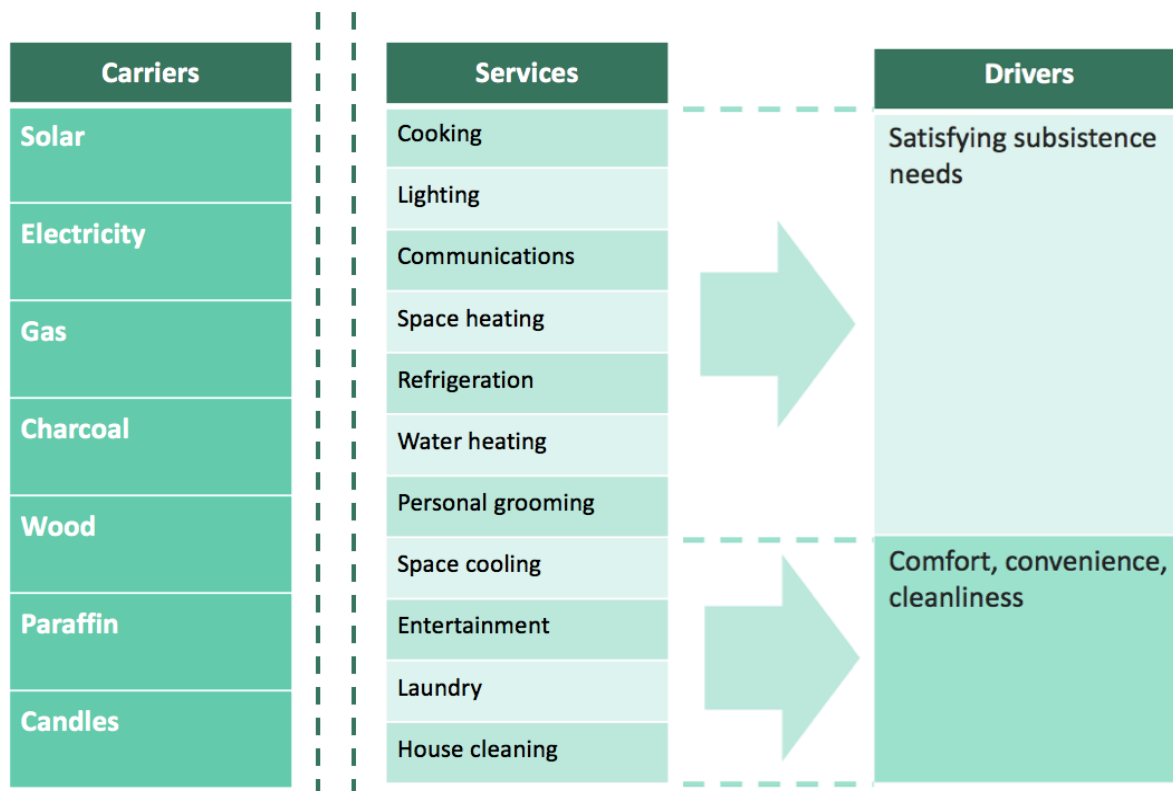 Carriers
Solar
Electricity
Gas
Charcoal
Wood
Paraffin
Candles
Services
Cooking
Lighting
Communications
Space heating
Refrigeration
Water heating
Personal grooming
Space cooling
Entertainment
Laundry
House cleaning
Drivers
Satisfying subsistence
needs
Comfort, convenience,
cleanliness